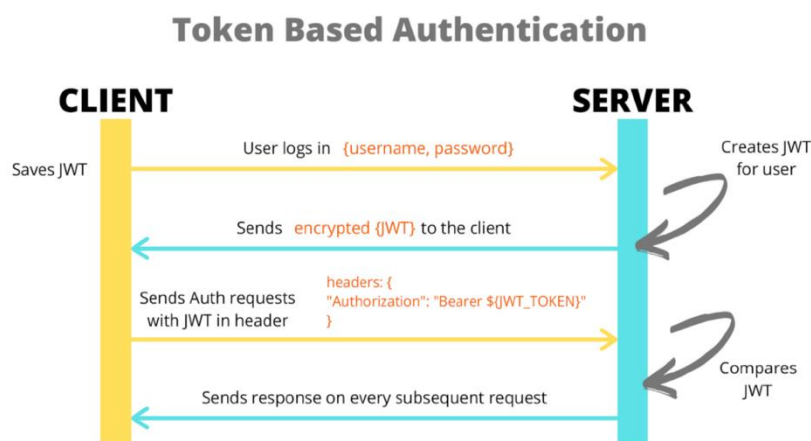 Token Based Authentication
CLIENT
SERVER
User logs in {username, password}
Saves JWT
Creates JWT
for user
Sends encrypted {JWT} to the client
Sends Auth requests
with JWT in header
headers: {
"Authorization": "Bearer ${JWT_TOKEN}"
}
Compares
JWT
Sends response on every subsequent request